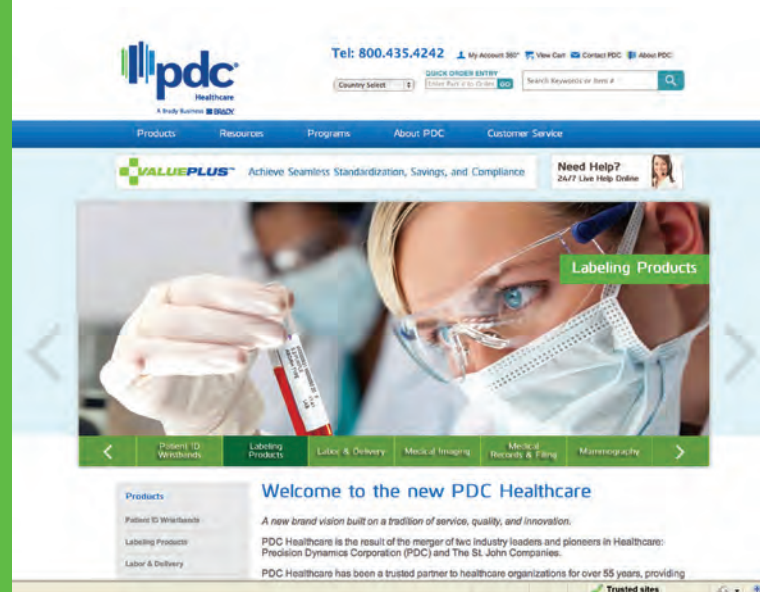 pdc
Healthcare
A Brady Business BRADY
Tel: 800.435.4242
My Account 360° View Cart Contact PDC About PDC
Country Select
QUICK ORDER ENTRY
Enter Part # to Order GO
Search Keywords or Item #
Products Resources Programs About PDC Customer Service
VALUEPLUS™ Achieve Seamless Standardization, Savings, and Compliance
Need Help?
24/7 Live Help Online
Labeling Products
Patient ID Wristbands
Labeling Products
Labor & Delivery
Medical Imaging
Medical Records & Filing
Mammography
Products
Patient ID Wristbands
Labeling Products
Labor & Delivery
Welcome to the new PDC Healthcare
A new brand vision built on a tradition of service, quality, and innovation.
PDC Healthcare is the result of the merger of two industry leaders and pioneers in Healthcare:
Precision Dynamics Corporation (PDC) and The St. John Companies.
PDC Healthcare has been a trusted partner to healthcare organizations for over 55 years, providing
Trusted sites